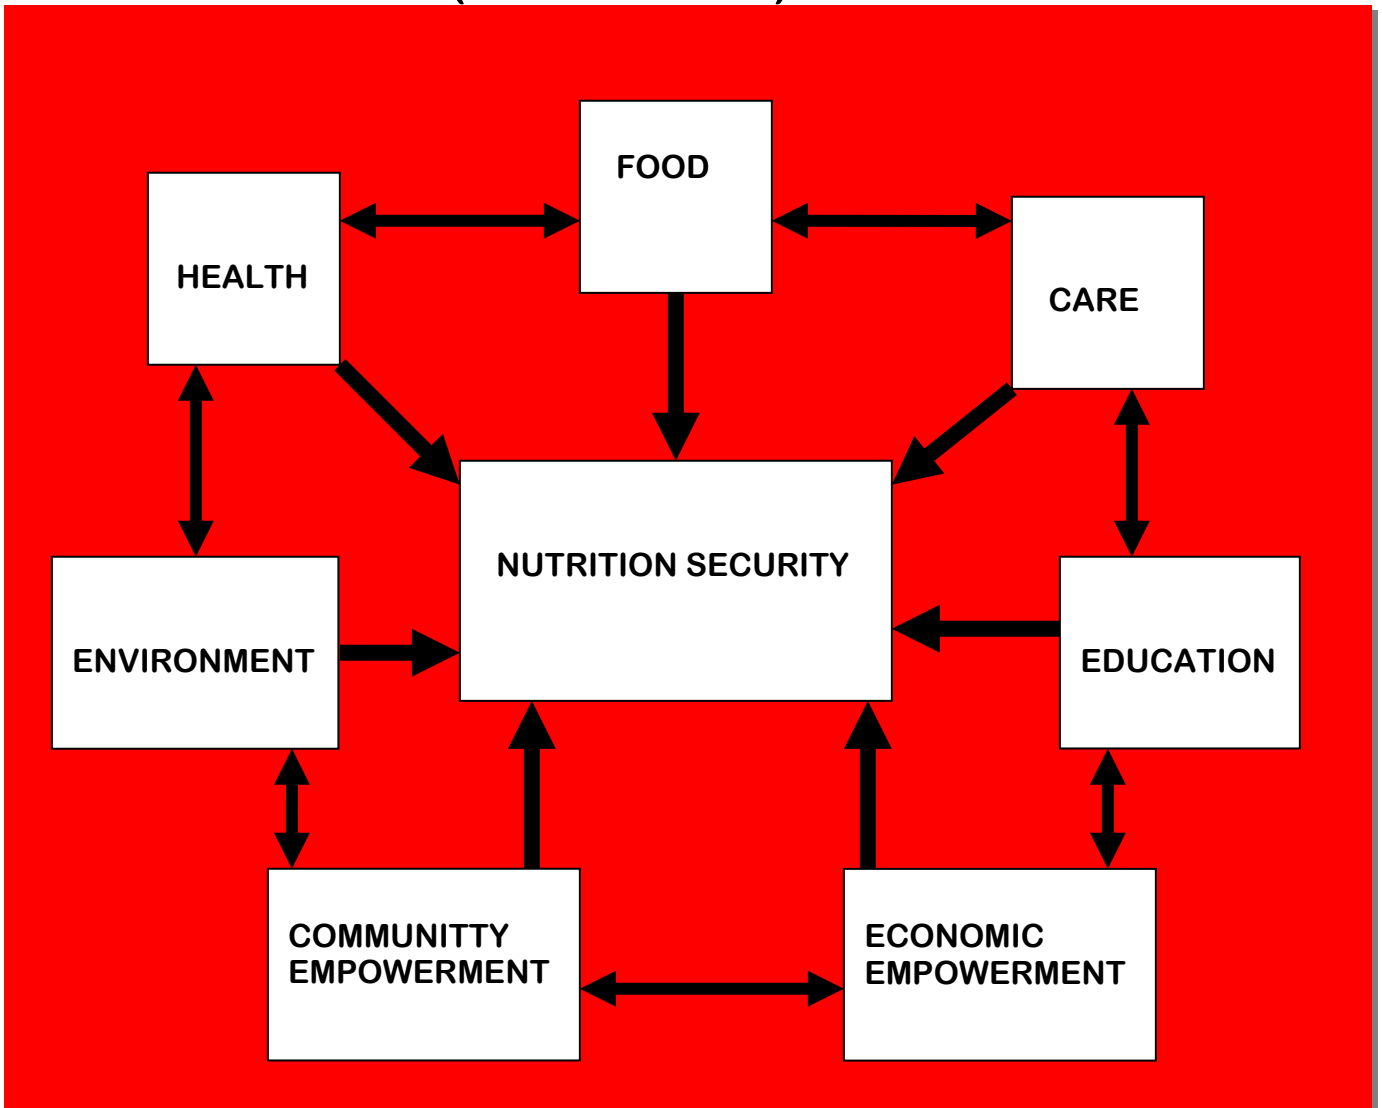 FOOD
HEALTH
CARE
NUTRITION SECURITY
ENVIRONMENT
EDUCATION
COMMUNITTY
EMPOWERMENT
ECONOMIC
EMPOWERMENT